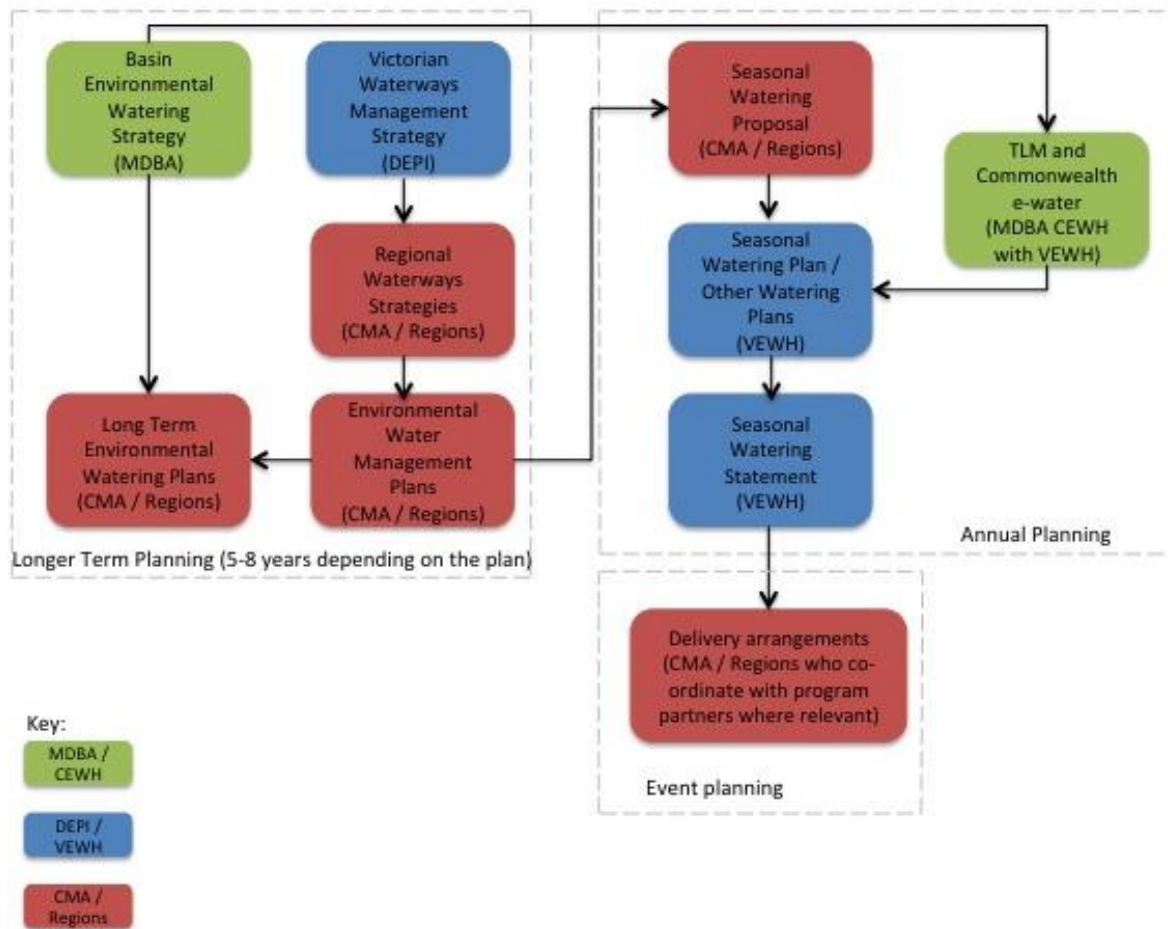 Basin
Environmental
Watering
Strategy
(MDBA)
Victorian
Waterways
Management
Strategy
(DEPI)
Regional
Waterways
Strategies
(CMA / Regions)
Long Term
Environmental
Watering Plans
(CMA / Regions)
Environmental
Water
Management
Plans
(CMA / Regions)
Longer Term Planning (5-8 years depending on the plan)
Seasonal
Watering
Proposal
(CMA / Regions)
TLM and
Commonwealth
e-water
(MDBA CEWH
with VEWH)
Seasonal
Watering Plan /
Other Watering
Plans
(VEWH)
Seasonal
Watering
Statement
(VEWH)
Annual Planning
Delivery arrangements
(CMA / Regions who co-
ordinate with program
partners where relevant)
Event planning
Key:
MDBA /
CEWH
DEPI /
VEWH
CMA /
Regions